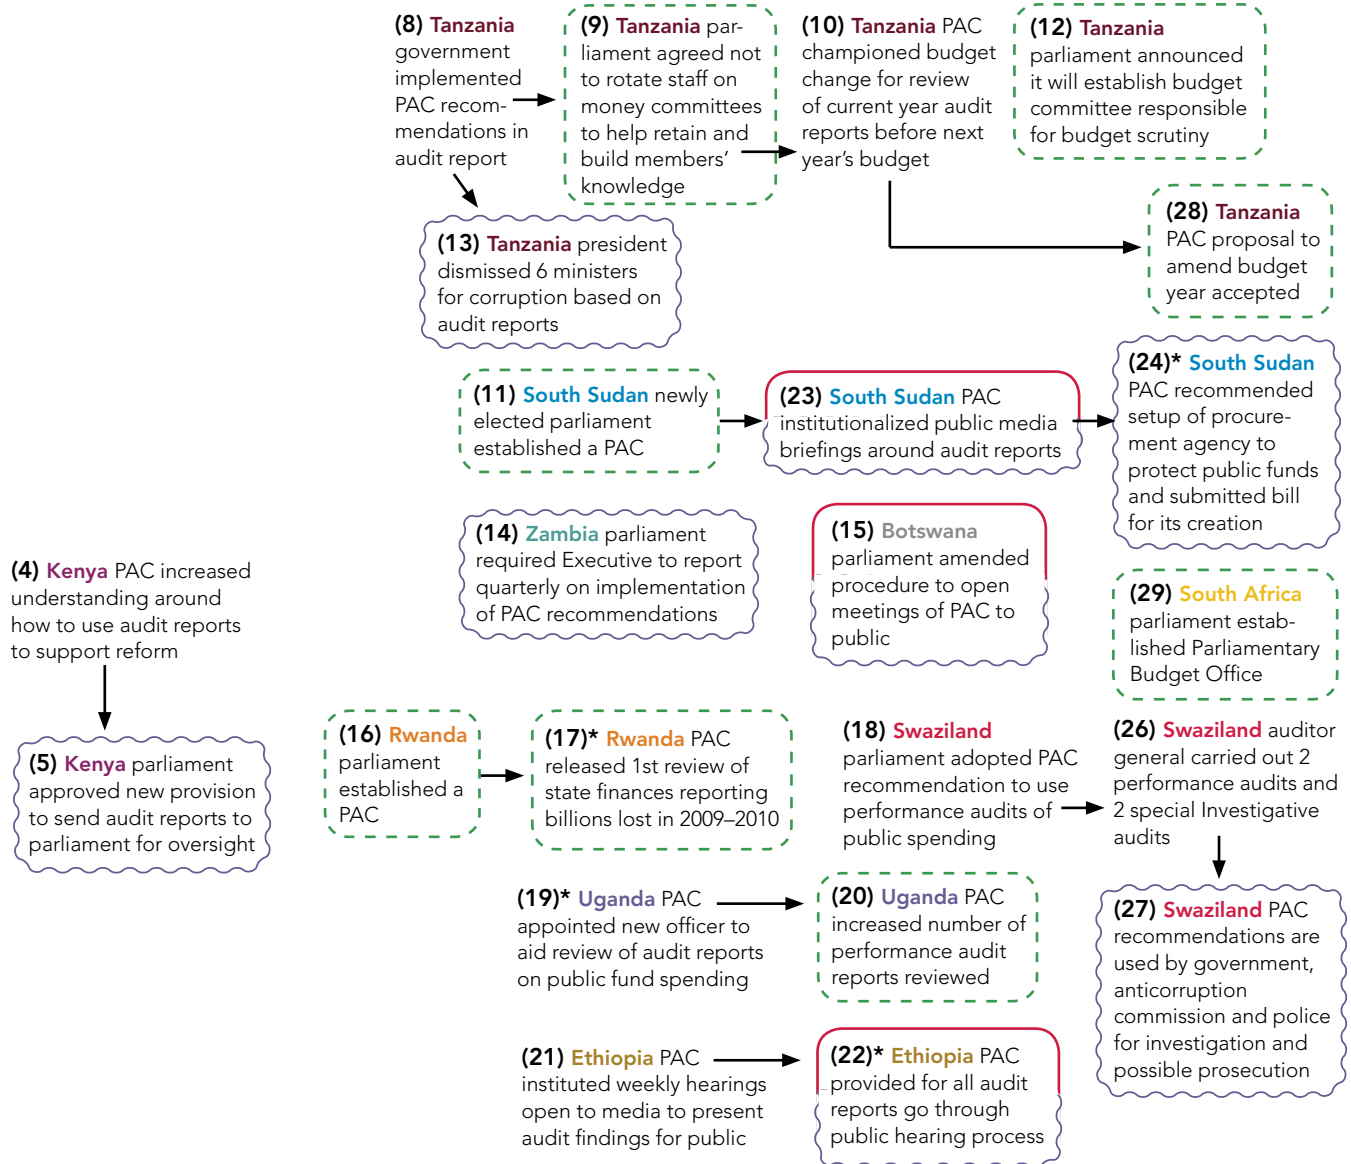 (8) Tanzania
government
implemented
PAC recom-
mendations in
audit report
(9) Tanzania par-
liament agreed not
to rotate staff on
money committees
to help retain and
build members’
knowledge
(10) Tanzania PAC
championed budget
change for review
of current year audit
reports before next
year’s budget
(12) Tanzania
parliament announced
it will establish budget
committee responsible
for budget scrutiny
(13) Tanzania president
dismissed 6 ministers
for corruption based on
audit reports
(28) Tanzania
PAC proposal to
amend budget
year accepted
(11) South Sudan newly
elected parliament
established a PAC
(23) South Sudan PAC
institutionalized public media
briefings around audit reports
(24)* South Sudan
PAC recommended
setup of procure-
ment agency to
protect public funds
and submitted bill
for its creation
(14) Zambia parliament
required Executive to report
quarterly on implementation
of PAC recommendations
(15) Botswana
parliament amended
procedure to open
meetings of PAC to
public
(4) Kenya PAC increased
understanding around
how to use audit reports
to support reform
(29) South Africa
parliament estab-
lished Parliamentary
Budget Office
(5) Kenya parliament
approved new provision
to send audit reports to
parliament for oversight
(16) Rwanda
parliament
established a
PAC
(17)* Rwanda PAC
released 1st review of
state finances reporting
billions lost in 2009–2010
(18) Swaziland
parliament adopted PAC
recommendation to use
performance audits of
public spending
(26) Swaziland auditor
general carried out 2
performance audits and
2 special Investigative
audits
(19)* Uganda PAC
appointed new officer to
aid review of audit reports
on public fund spending
(20) Uganda PAC
increased number of
performance audit
reports reviewed
(27) Swaziland PAC
recommendations are
used by government,
anticorruption
commission and police
for investigation and
possible prosecution
(21) Ethiopia PAC
instituted weekly hearings
open to media to present
audit findings for public
(22)* Ethiopia PAC
provided for all audit
reports go through
public hearing process